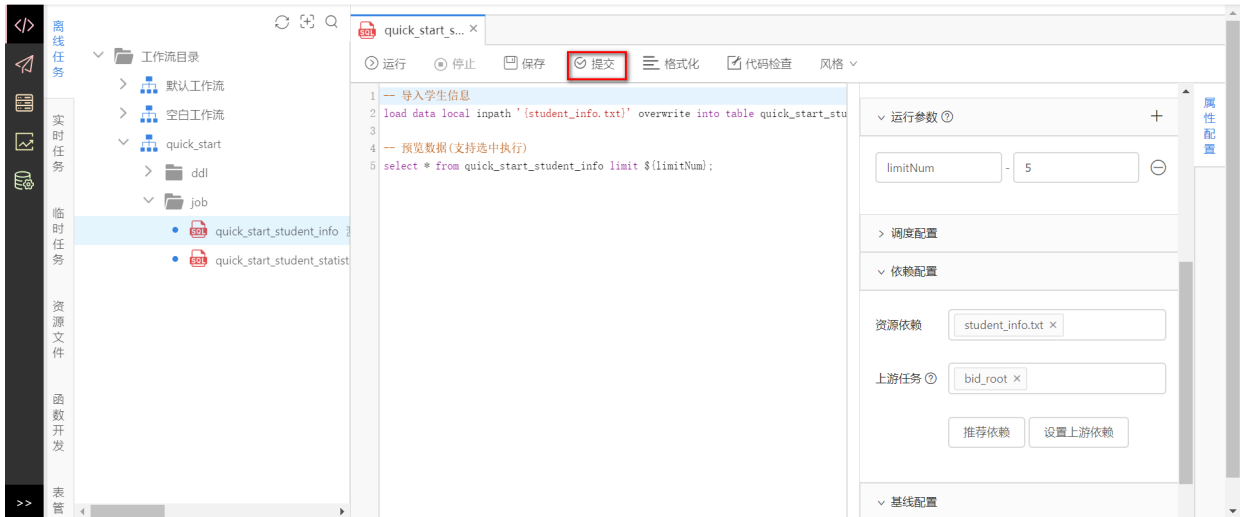 离线任务
实时任务
临时任务
资源文件
函数开发
表管
>>
工作流目录
默认工作流
空白工作流
quick_start
ddl
job
quick_start_student_info
quick_start_student_statist
quick_start_s...
运行
停止
保存
提交
格式化
代码检查
风格
1 -- 导入学生信息
2 load data local inpath '{student_info.txt}' overwrite into table quick_start_stu
3
4 -- 预览数据(支持选中执行)
5 select * from quick_start_student_info limit ${limitNum};
运行参数
limitNum - 5
调度配置
依赖配置
资源依赖 student_info.txt ×
上游任务 bid_root ×
推荐依赖 设置上游依赖
基线配置
属性配置